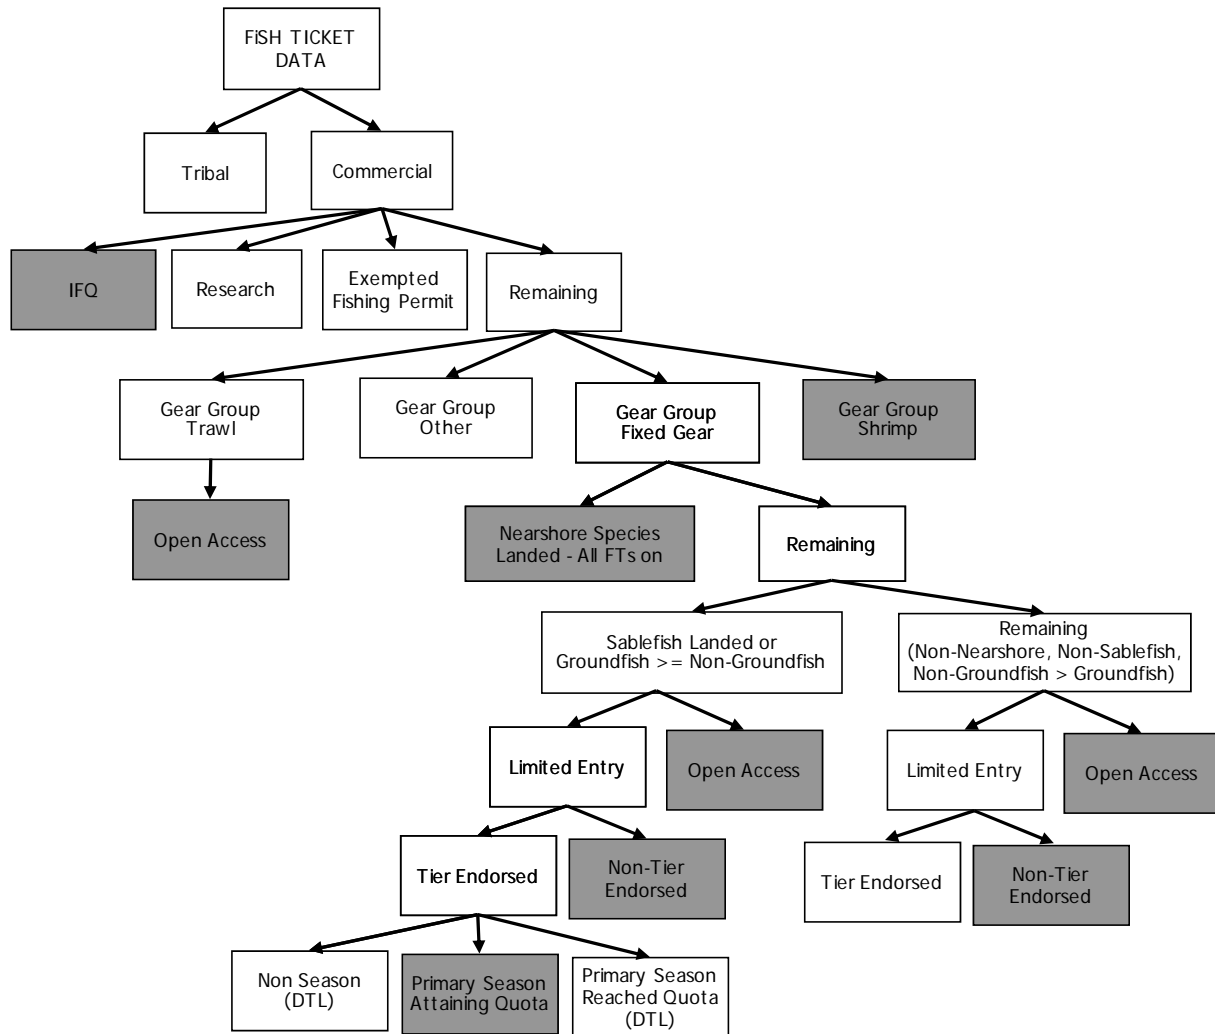 FiSH TICKET
DATA
Tribal
Commercial
IFQ
Research
Exempted
Fishing Permit
Remaining
Gear Group
Trawl
Gear Group
Other
Gear Group
Fixed Gear
Gear Group
Shrimp
Open Access
Nearshore Species
Landed - All FTs on
Remaining
Sablefish Landed or
Groundfish >= Non-Groundfish
Remaining
(Non-Nearshore, Non-Sablefish,
Non-Groundfish > Groundfish)
Limited Entry
Open Access
Limited Entry
Open Access
Tier Endorsed
Non-Tier
Endorsed
Tier Endorsed
Non-Tier
Endorsed
Non Season
(DTL)
Primary Season
Attaining Quota
Primary Season
Reached Quota
(DTL)